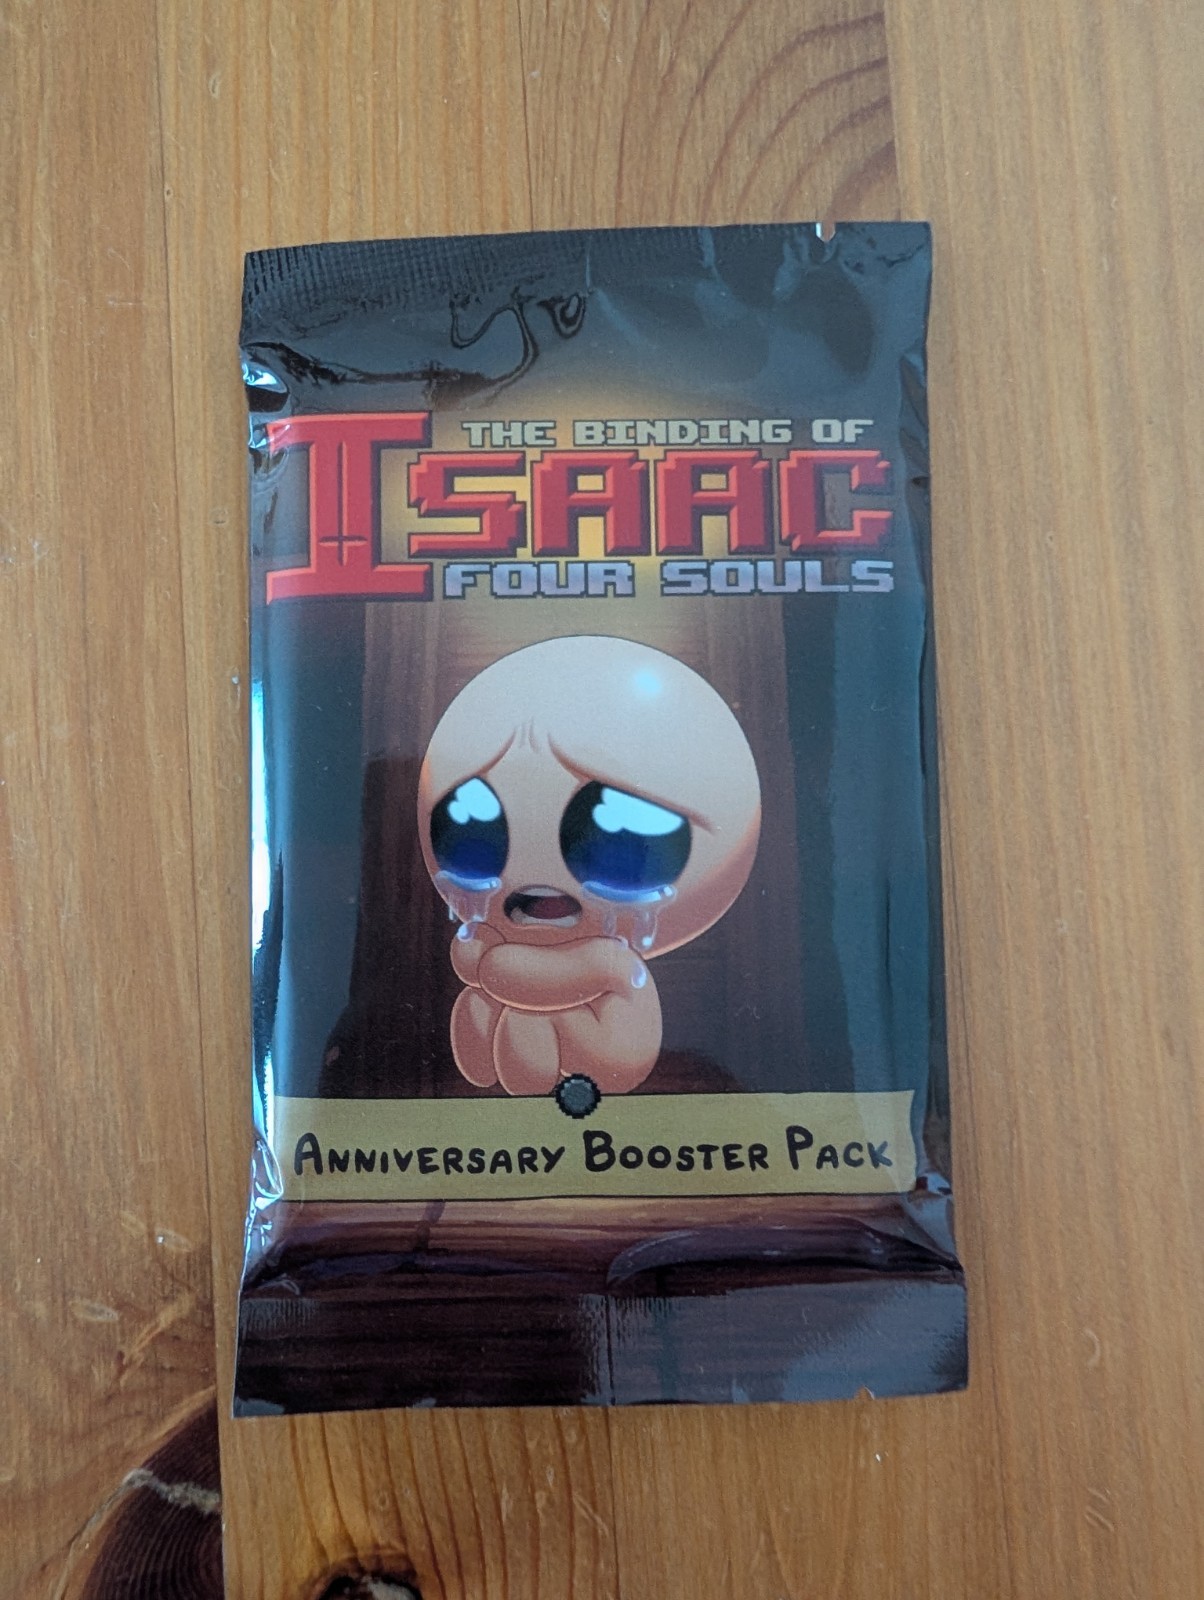 THE BINDING OF
ISAAC
FOUR SOULS
ANNIVERSARY BOOSTER PACK